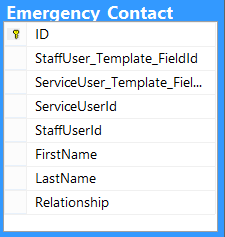 Emergency Contact
ID
StaffUser_Template_FieldId
ServiceUser_Template_Fiel...
ServiceUserId
StaffUserId
FirstName
LastName
Relationship